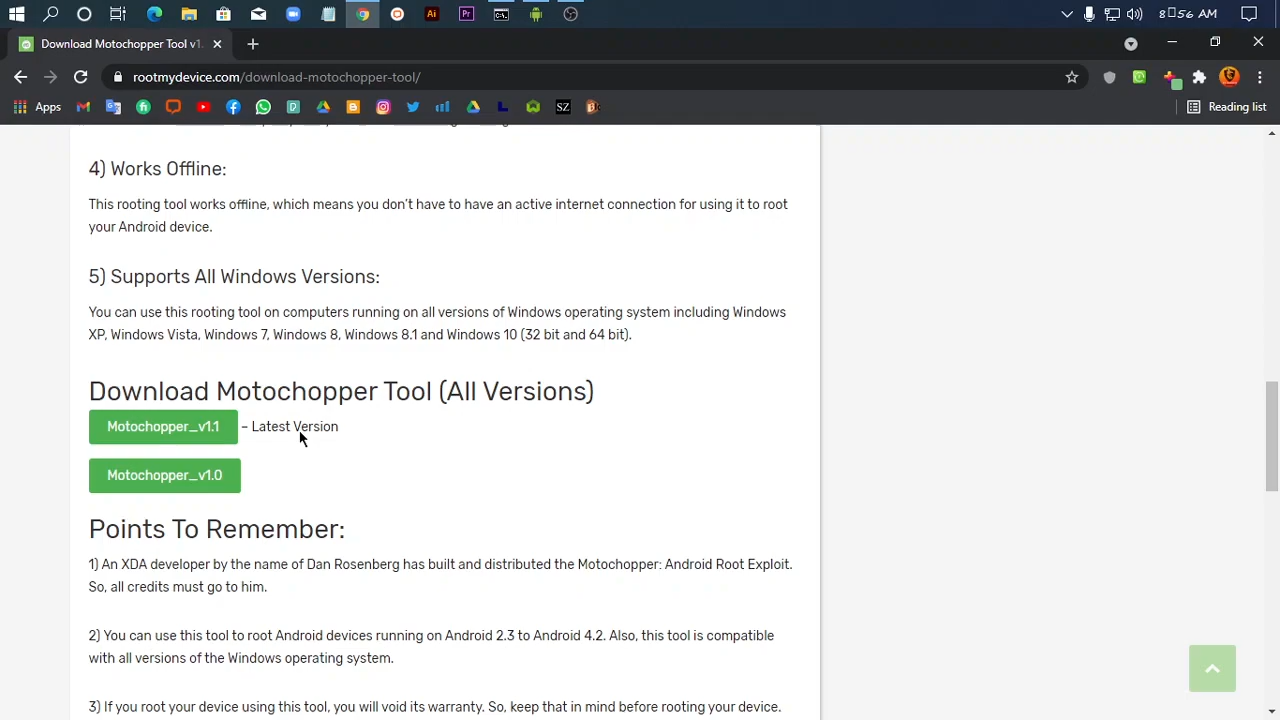 8:56 AM
Download Motochopper Tool v1.
rootmydevice.com/download-motochopper-tool/
Apps
Reading list
4) Works Offline:
This rooting tool works offline, which means you don't have to have an active internet connection for using it to root
your Android device.
5) Supports All Windows Versions:
You can use this rooting tool on computers running on all versions of Windows operating system including Windows
XP, Windows Vista, Windows 7, Windows 8, Windows 8.1 and Windows 10 (32 bit and 64 bit).
Download Motochopper Tool (All Versions)
Motochopper_v1.1 – Latest Version
Motochopper_v1.0
Points To Remember:
1) An XDA developer by the name of Dan Rosenberg has built and distributed the Motochopper: Android Root Exploit.
So, all credits must go to him.
2) You can use this tool to root Android devices running on Android 2.3 to Android 4.2. Also, this tool is compatible
with all versions of the Windows operating system.
3) If you root your device using this tool, you will void its warranty. So, keep that in mind before rooting your device.